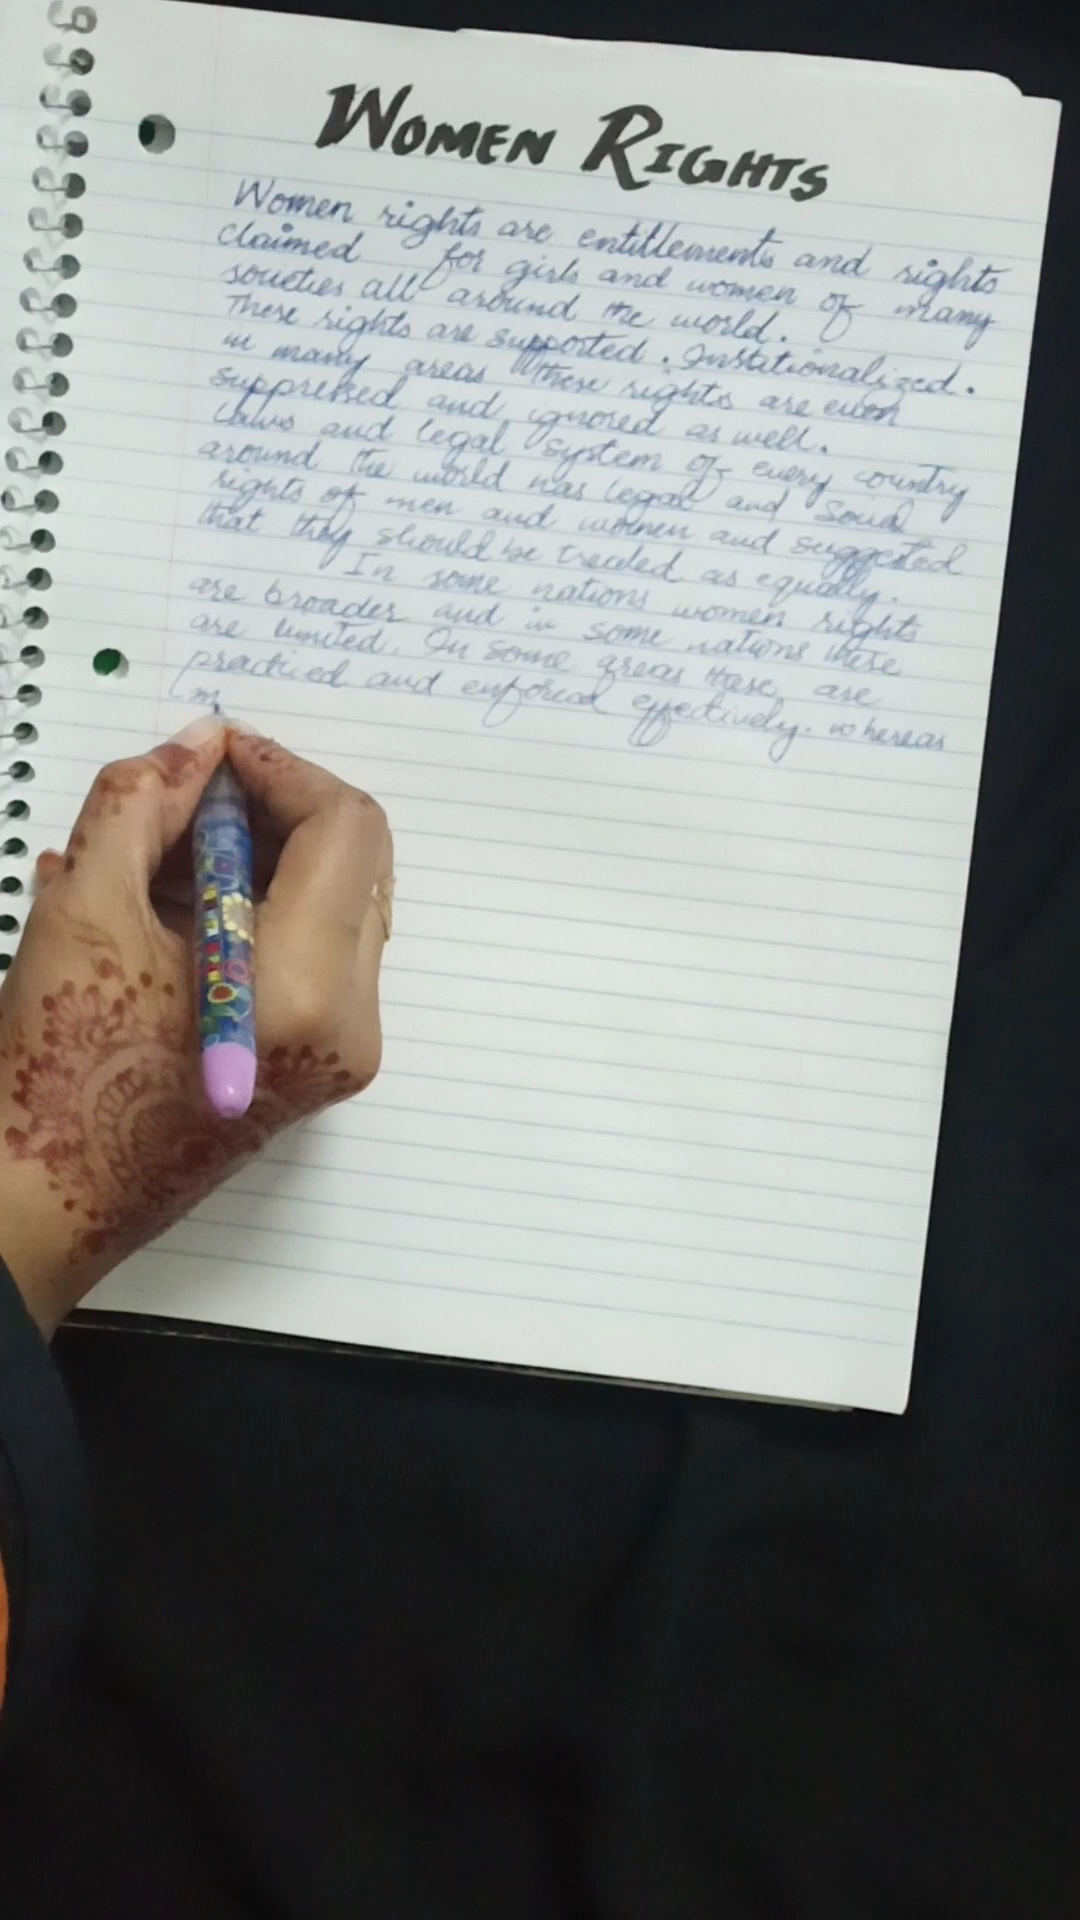 WOMEN RIGHTS
Women rights are entitlements and rights
claimed for girls and women of many
societies all around the world.
These rights are supported. Institionalized.
in many areas these rights are even
suppressed and ignored as well.
Laws and legal system of every country
around the world has legal and Social
rights of men and women and suggested
that they should be treated as equally.
In some nations women rights
are broader and in some nations these
are limited. In some areas these are
practiced and enforced effectively. whereas